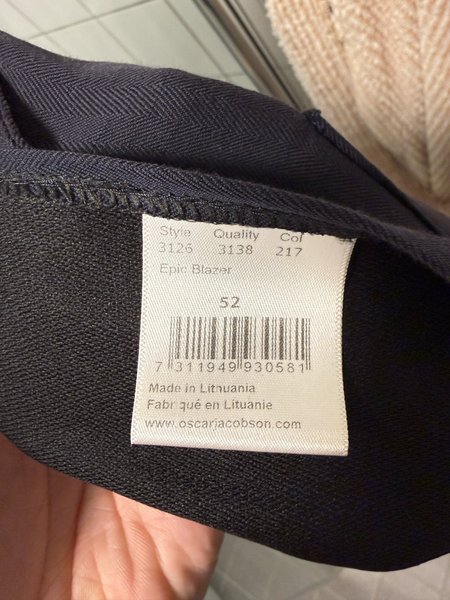 Style Quality Col
3126 3138 217
Epic Blazer
52
7 311949 930581
Made in Lithuania
Fabriqué en Lituanie
www.oscarjacobson.com